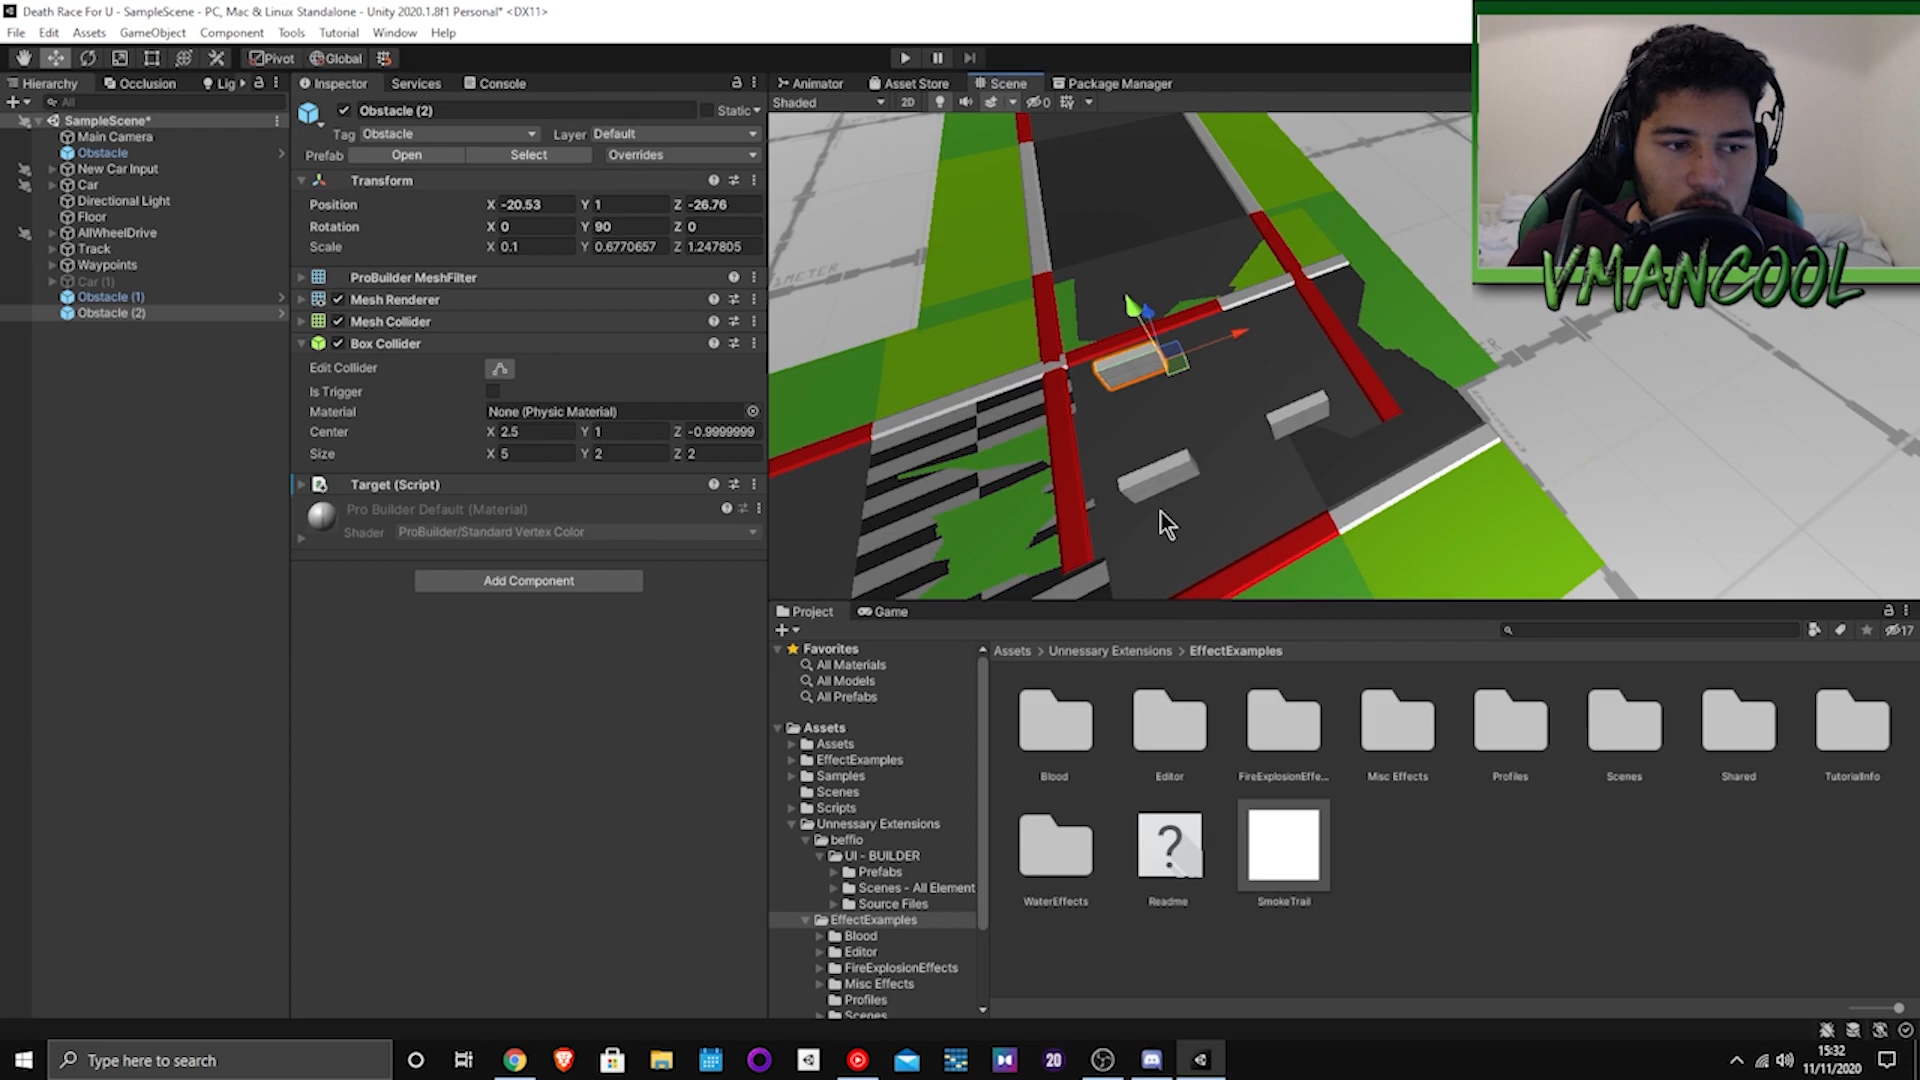 Death Race For U - SampleScene - PC, Mac & Linux Standalone - Unity 2020.1.8f1 Personal* <DX11>
File Edit Assets GameObject Component Tools Tutorial Window Help
Pivot Global
Hierarchy Occlusion Lig
All
SampleScene*
Main Camera
Obstacle
New Car Input
Car
Directional Light
Floor
AllWheelDrive
Track
Waypoints
Car (1)
Obstacle (1)
Obstacle (2)
Inspector Services Console
Obstacle (2) Static
Tag Obstacle Layer Default
Prefab Open Select Overrides
Transform
Position X -20.53 Y 1 Z -26.76
Rotation X 0 Y 90 Z 0
Scale X 0.1 Y 0.6770657 Z 1.247805
ProBuilder MeshFilter
Mesh Renderer
Mesh Collider
Box Collider
Edit Collider
Is Trigger
Material None (Physic Material)
Center X 2.5 Y 1 Z -0.9999999
Size X 5 Y 2 Z 2
Target (Script)
Pro Builder Default (Material)
Shader ProBuilder/Standard Vertex Color
Add Component
Animator Asset Store Scene Package Manager
Shaded 2D 0
VMANCOOL
Project Game
17
Favorites
All Materials
All Models
All Prefabs
Assets
Assets
EffectExamples
Samples
Scenes
Scripts
Unnessary Extensions
beffio
UI - BUILDER
Prefabs
Scenes - All Element
Source Files
EffectExamples
Blood
Editor
FireExplosionEffects
Misc Effects
Profiles
Scenes
Assets > Unnessary Extensions > EffectExamples
Blood Editor FireExplosionEffe... Misc Effects Profiles Scenes Shared TutorialInfo
WaterEffects Readme SmokeTrail
Type here to search
20
15:32
11/11/2020